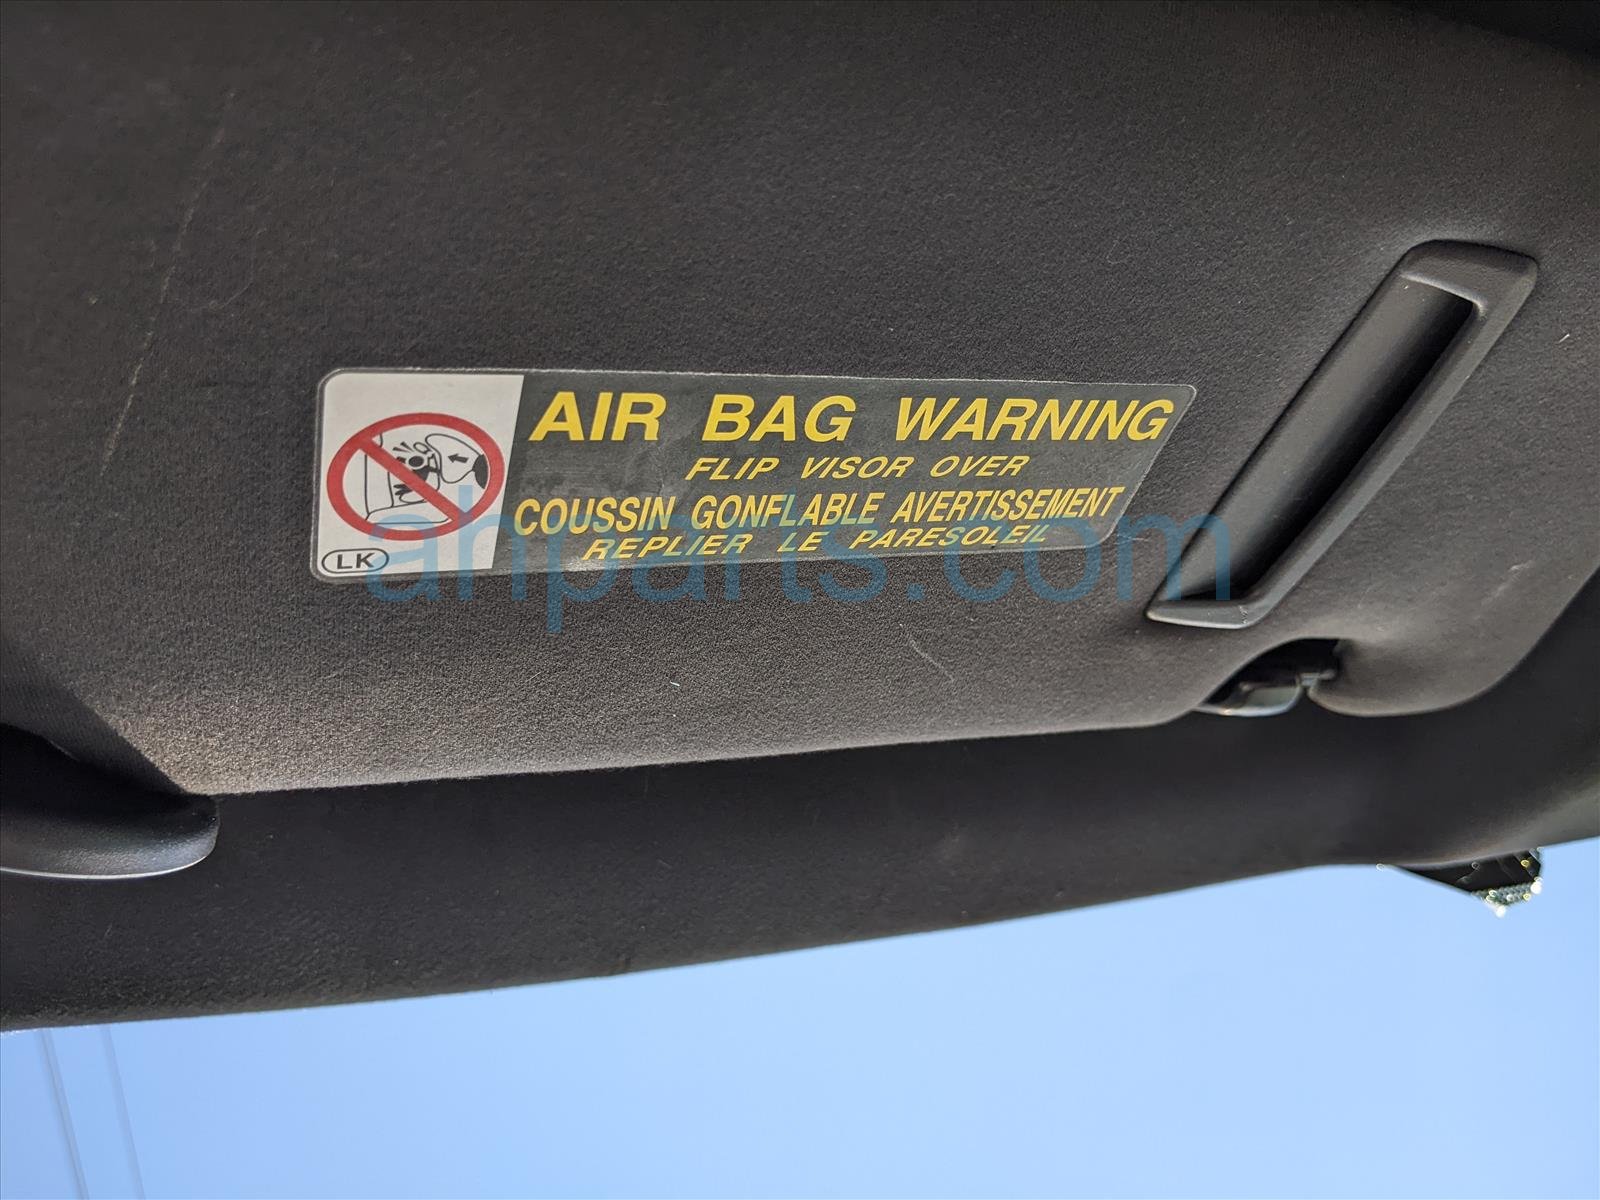 AIR BAG WARNING
FLIP VISOR OVER
COUSSIN GONFLABLE AVERTISSEMENT
REPLIER LE PARESOLEIL
LK
ahparts.com